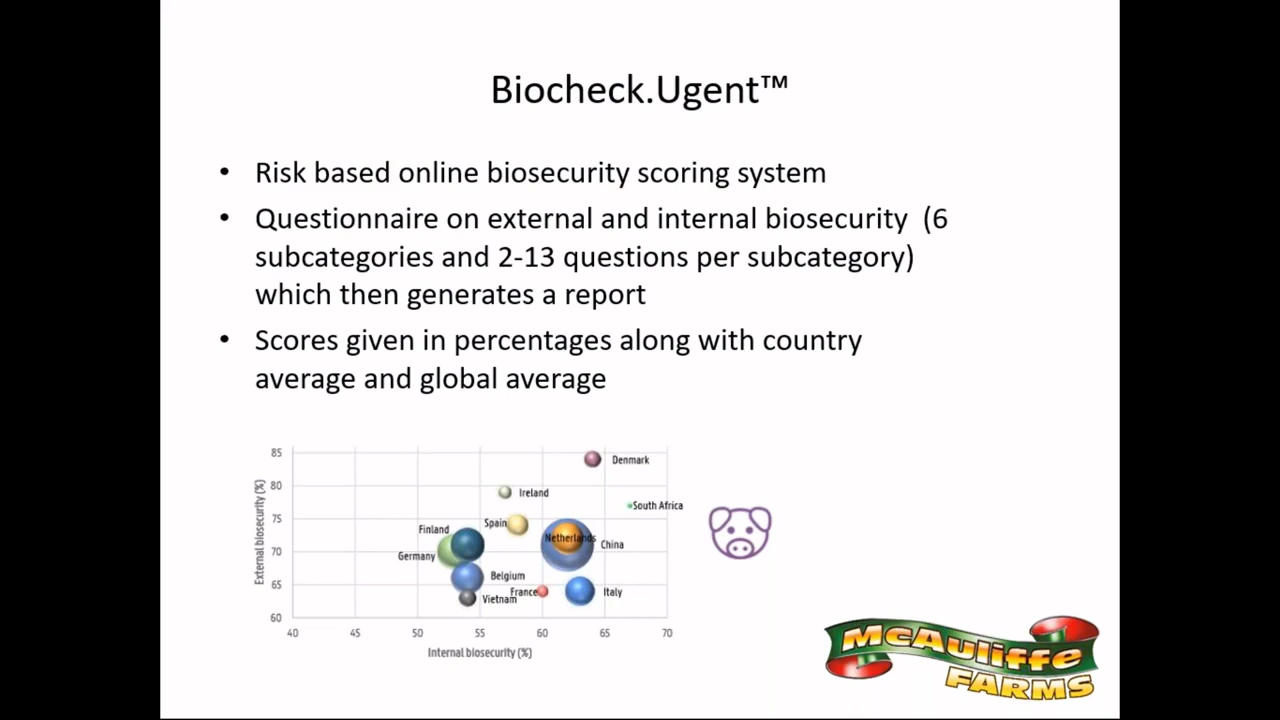 Biocheck.Ugent™
• Risk based online biosecurity scoring system
• Questionnaire on external and internal biosecurity (6
subcategories and 2-13 questions per subcategory)
which then generates a report
• Scores given in percentages along with country
average and global average
85
80
75
70
65
60
External biosecurity (%)
Denmark
Ireland
South Africa
Spain
Finland
Netherlands
China
Germany
Belgium
France
Italy
Vietnam
40 45 50 55 60 65 70
Internal biosecurity (%)
McAuliffe
FARMS